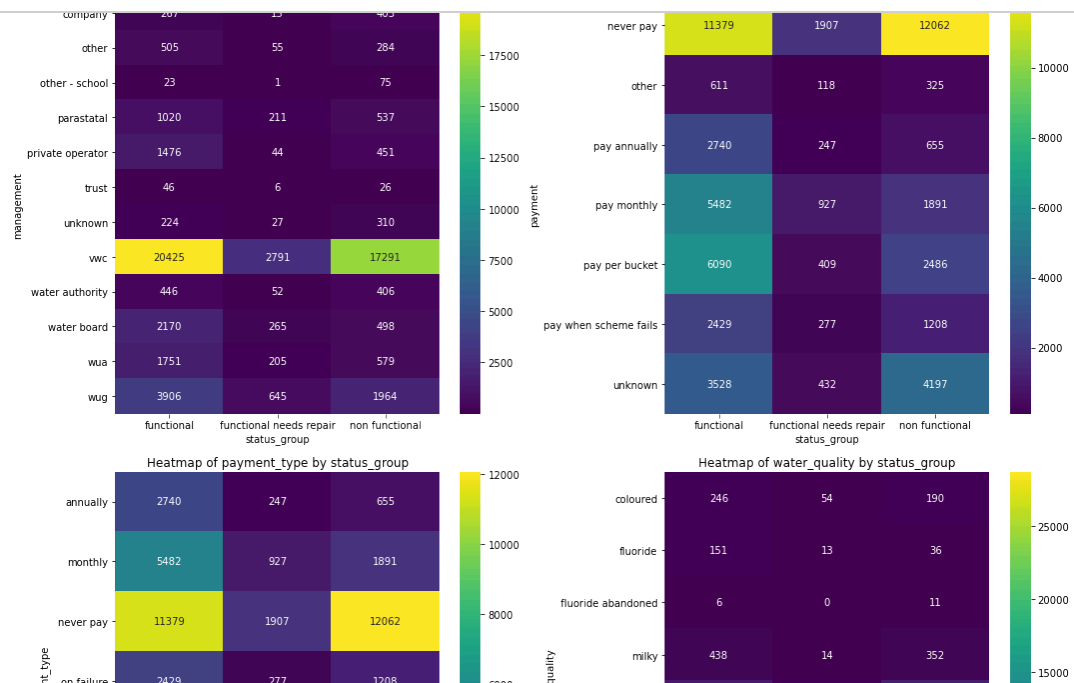 company 267 13 405
other 505 55 284
other - school 23 1 75
parastatal 1020 211 537
private operator 1476 44 451
trust 46 6 26
unknown 224 27 310
vwc 20425 2791 17291
water authority 446 52 406
water board 2170 265 498
wua 1751 205 579
wug 3906 645 1964
management
functional functional needs repair non functional
status_group
17500
15000
12500
10000
7500
5000
2500
never pay 11379 1907 12062
other 611 118 325
pay annually 2740 247 655
pay monthly 5482 927 1891
pay per bucket 6090 409 2486
pay when scheme fails 2429 277 1208
unknown 3528 432 4197
payment
functional functional needs repair non functional
status_group
10000
8000
6000
4000
2000
Heatmap of payment_type by status_group
annually 2740 247 655
monthly 5482 927 1891
never pay 11379 1907 12062
on failure 2429 277 1208
12000
10000
8000
6000
Heatmap of water_quality by status_group
coloured 246 54 190
fluoride 151 13 36
fluoride abandoned 6 0 11
milky 438 14 352
quality
25000
20000
15000